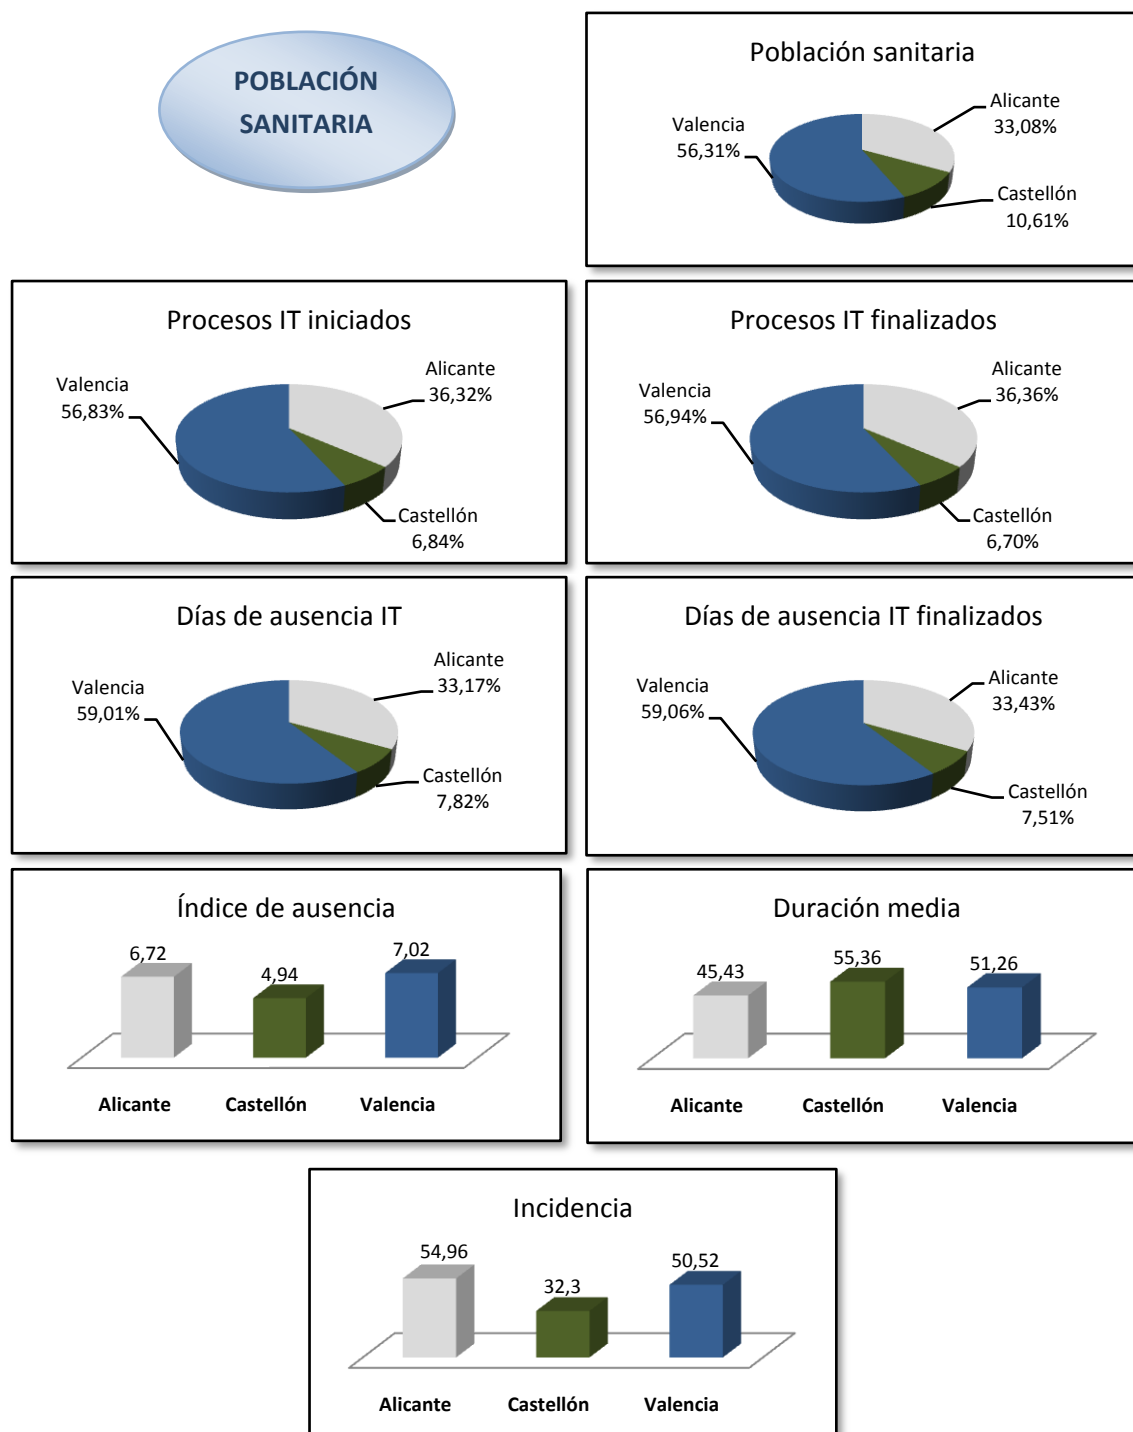 POBLACIÓN
SANITARIA
Población sanitaria
Alicante
33,08%
Valencia
56,31%
Castellón
10,61%
Procesos IT iniciados
Alicante
36,32%
Valencia
56,83%
Castellón
6,84%
Procesos IT finalizados
Alicante
36,36%
Valencia
56,94%
Castellón
6,70%
Días de ausencia IT
Alicante
33,17%
Valencia
59,01%
Castellón
7,82%
Días de ausencia IT finalizados
Alicante
33,43%
Valencia
59,06%
Castellón
7,51%
Índice de ausencia
6,72
4,94
7,02
Alicante
Castellón
Valencia
Duración media
45,43
55,36
51,26
Alicante
Castellón
Valencia
Incidencia
54,96
32,3
50,52
Alicante
Castellón
Valencia